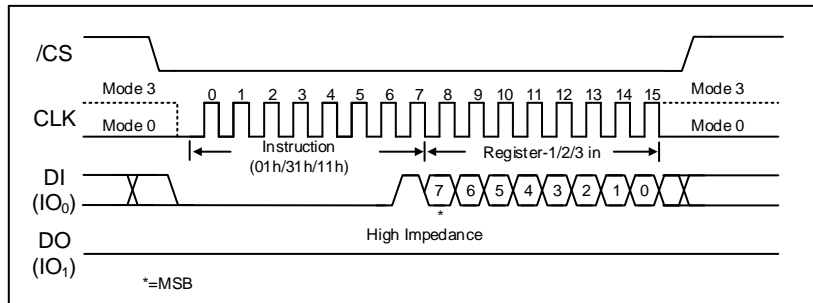 /CS
Mode 3
0 1 2 3 4 5 6 7 8 9 10 11 12 13 14 15
Mode 3
CLK
Mode 0
Mode 0
Instruction
(01h/31h/11h)
Register-1/2/3 in
DI
(IO0)
7 6 5 4 3 2 1 0
*
High Impedance
DO
(IO1)
*=MSB